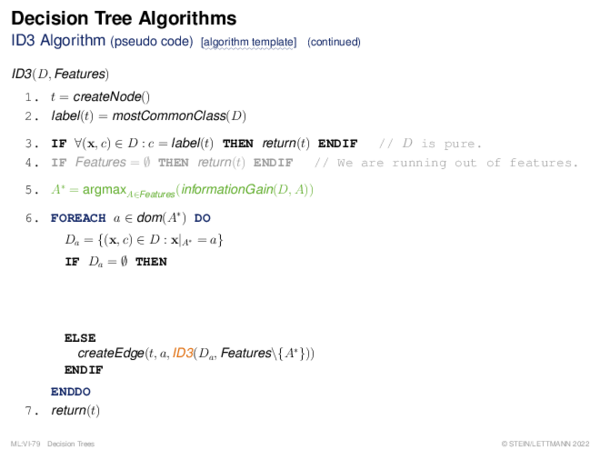 Decision Tree Algorithms
ID3 Algorithm (pseudo code) [algorithm template] (continued)
ID3(D, Features)
1. t = createNode()
2. label(t) = mostCommonClass(D)
3. IF ∀(x, c) ∈ D : c = label(t) THEN return(t) ENDIF // D is pure.
4. IF Features = ∅ THEN return(t) ENDIF // We are running out of features.
5. A* = argmax_{A∈Features}(informationGain(D, A))
6. FOREACH a ∈ dom(A*) DO
D_a = {(x, c) ∈ D : x|_{A*} = a}
IF D_a = ∅ THEN
ELSE
createEdge(t, a, ID3(D_a, Features\{A*}))
ENDIF
ENDDO
7. return(t)
ML:VI-79 Decision Trees © STEIN/LETTMANN 2022